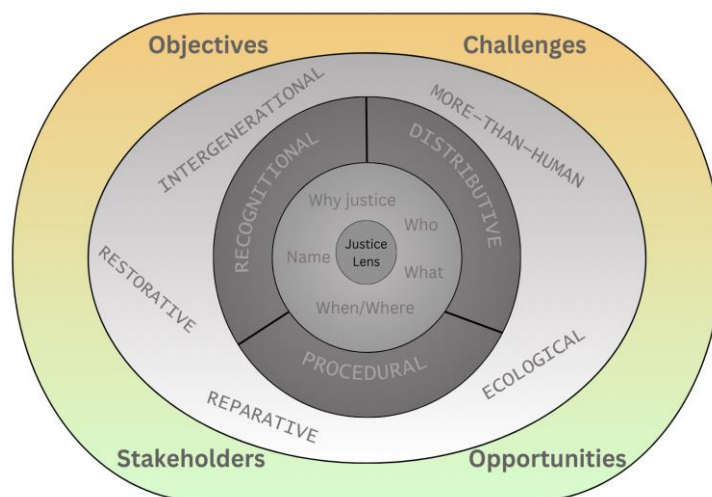 Objectives
Challenges
INTERGENERATIONAL
MORE-THAN-HUMAN
RECOGNITIONAL
DISTRIBUTIVE
Why justice
Who
Justice
Lens
Name
What
When/Where
RESTORATIVE
PROCEDURAL
ECOLOGICAL
REPARATIVE
Stakeholders
Opportunities